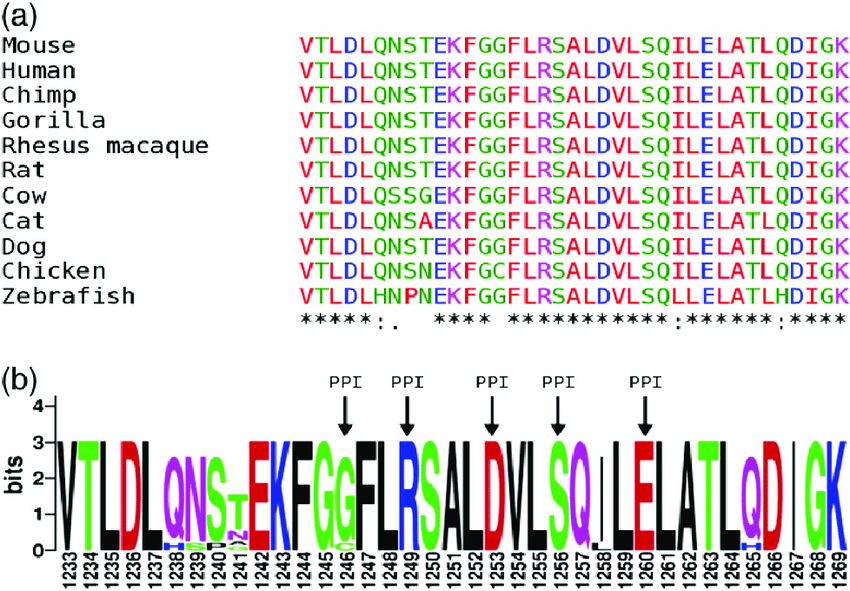 (a)
Mouse VTLDLQNSTEKFGGFLRSALDVLSQILELATLQDIGK
Human VTLDLQNSTEKFGGFLRSALDVLSQILELATLQDIGK
Chimp VTLDLQNSTEKFGGFLRSALDVLSQILELATLQDIGK
Gorilla VTLDLQNSTEKFGGFLRSALDVLSQILELATLQDIGK
Rhesus macaque VTLDLQNSTEKFGGFLRSALDVLSQILELATLQDIGK
Rat VTLDLQNSTEKFGGFLRSALDVLSQILELATLQDIGK
Cow VTLDLQSSGEKFGGFLRSALDVLSQILELATLQDIGK
Cat VTLDLQNSAEKFGGFLRSALDVLSQILELATLQDIGK
Dog VTLDLQNSTEKFGGFLRSALDVLSQILELATLQDIGK
Chicken VTLDLQNSNEKFGCFLRSALDVLSQILELATLQDIGK
Zebrafish VTLDLHNPNEKFGGFLRSALDVLSQLLELATLHDIGK
*****:.  **** ***********:******:****
(b)
PPI PPI PPI PPI PPI
4
3
2
1
0
bits
VTLDLQNSTEKFGGFLRSALDVLSQILELATLQDIGK
1233 1234 1235 1236 1237 1238 1239 1240 1241 1242 1243 1244 1245 1246 1247 1248 1249 1250 1251 1252 1253 1254 1255 1256 1257 1258 1259 1260 1261 1262 1263 1264 1265 1266 1267 1268 1269